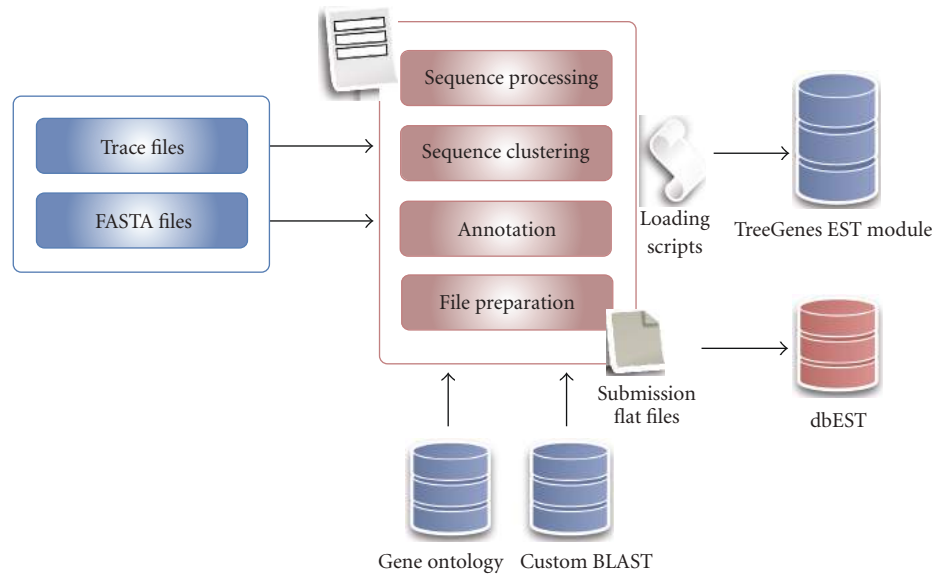 Trace files
FASTA files
Sequence processing
Sequence clustering
Annotation
File preparation
Loading
scripts
TreeGenes EST module
Submission
flat files
dbEST
Gene ontology
Custom BLAST